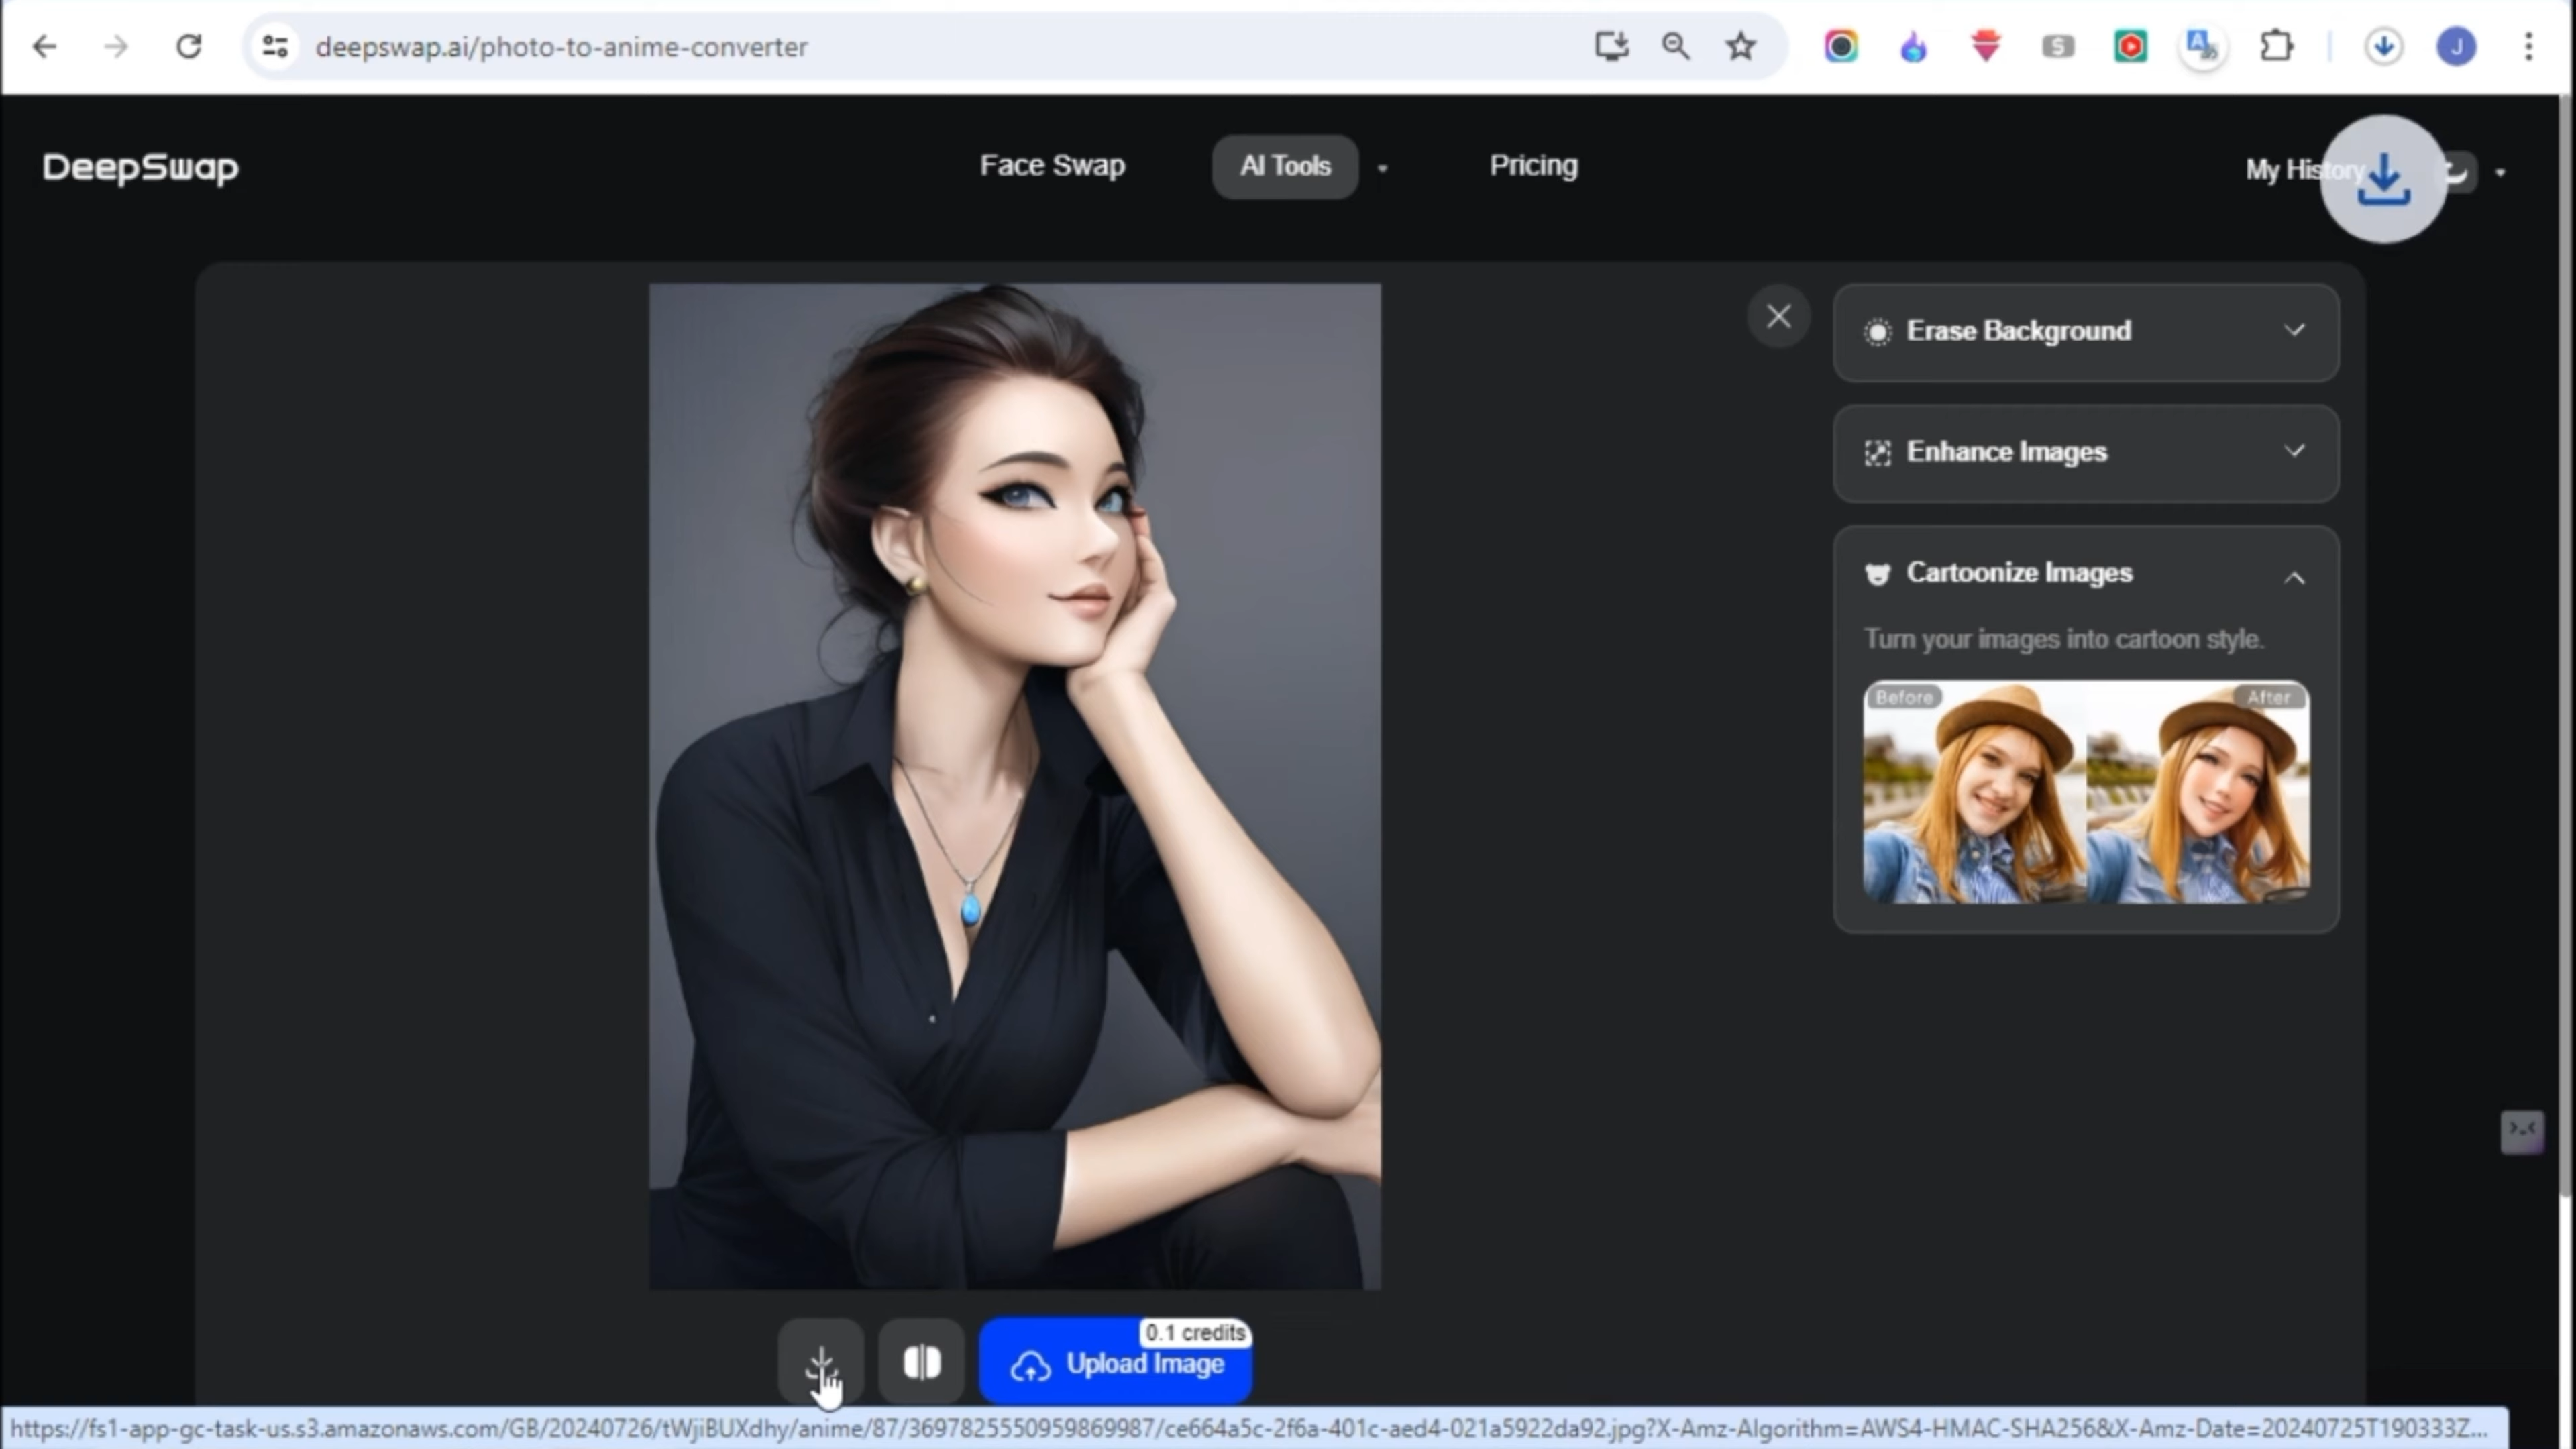 deepswap.ai/photo-to-anime-converter
S
A
J
DeepSwap
Face Swap
AI Tools
Pricing
My History
Erase Background
Enhance Images
Cartoonize Images
Turn your images into cartoon style.
Before
After
0.1 credits
Upload Image
https://fs1-app-gc-task-us.s3.amazonaws.com/GB/20240726/tWjiBUXdhy/anime/87/3697825550959869987/ce664a5c-2f6a-401c-aed4-021a5922da92.jpg?X-Amz-Algorithm=AWS4-HMAC-SHA256&X-Amz-Date=20240725T190333Z...